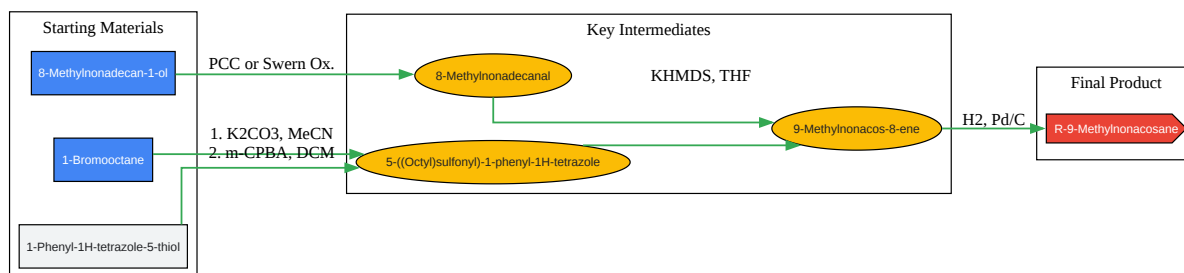 Starting Materials
8-Methylnonadecan-1-ol
1-Bromooctane
1-Phenyl-1H-tetrazole-5-thiol
PCC or Swern Ox.
1. K2CO3, MeCN
2. m-CPBA, DCM
Key Intermediates
8-Methylnonadecanal
KHMDS, THF
5-((Octyl)sulfonyl)-1-phenyl-1H-tetrazole
9-Methylnonacos-8-ene
H2, Pd/C
Final Product
R-9-Methylnonacosane